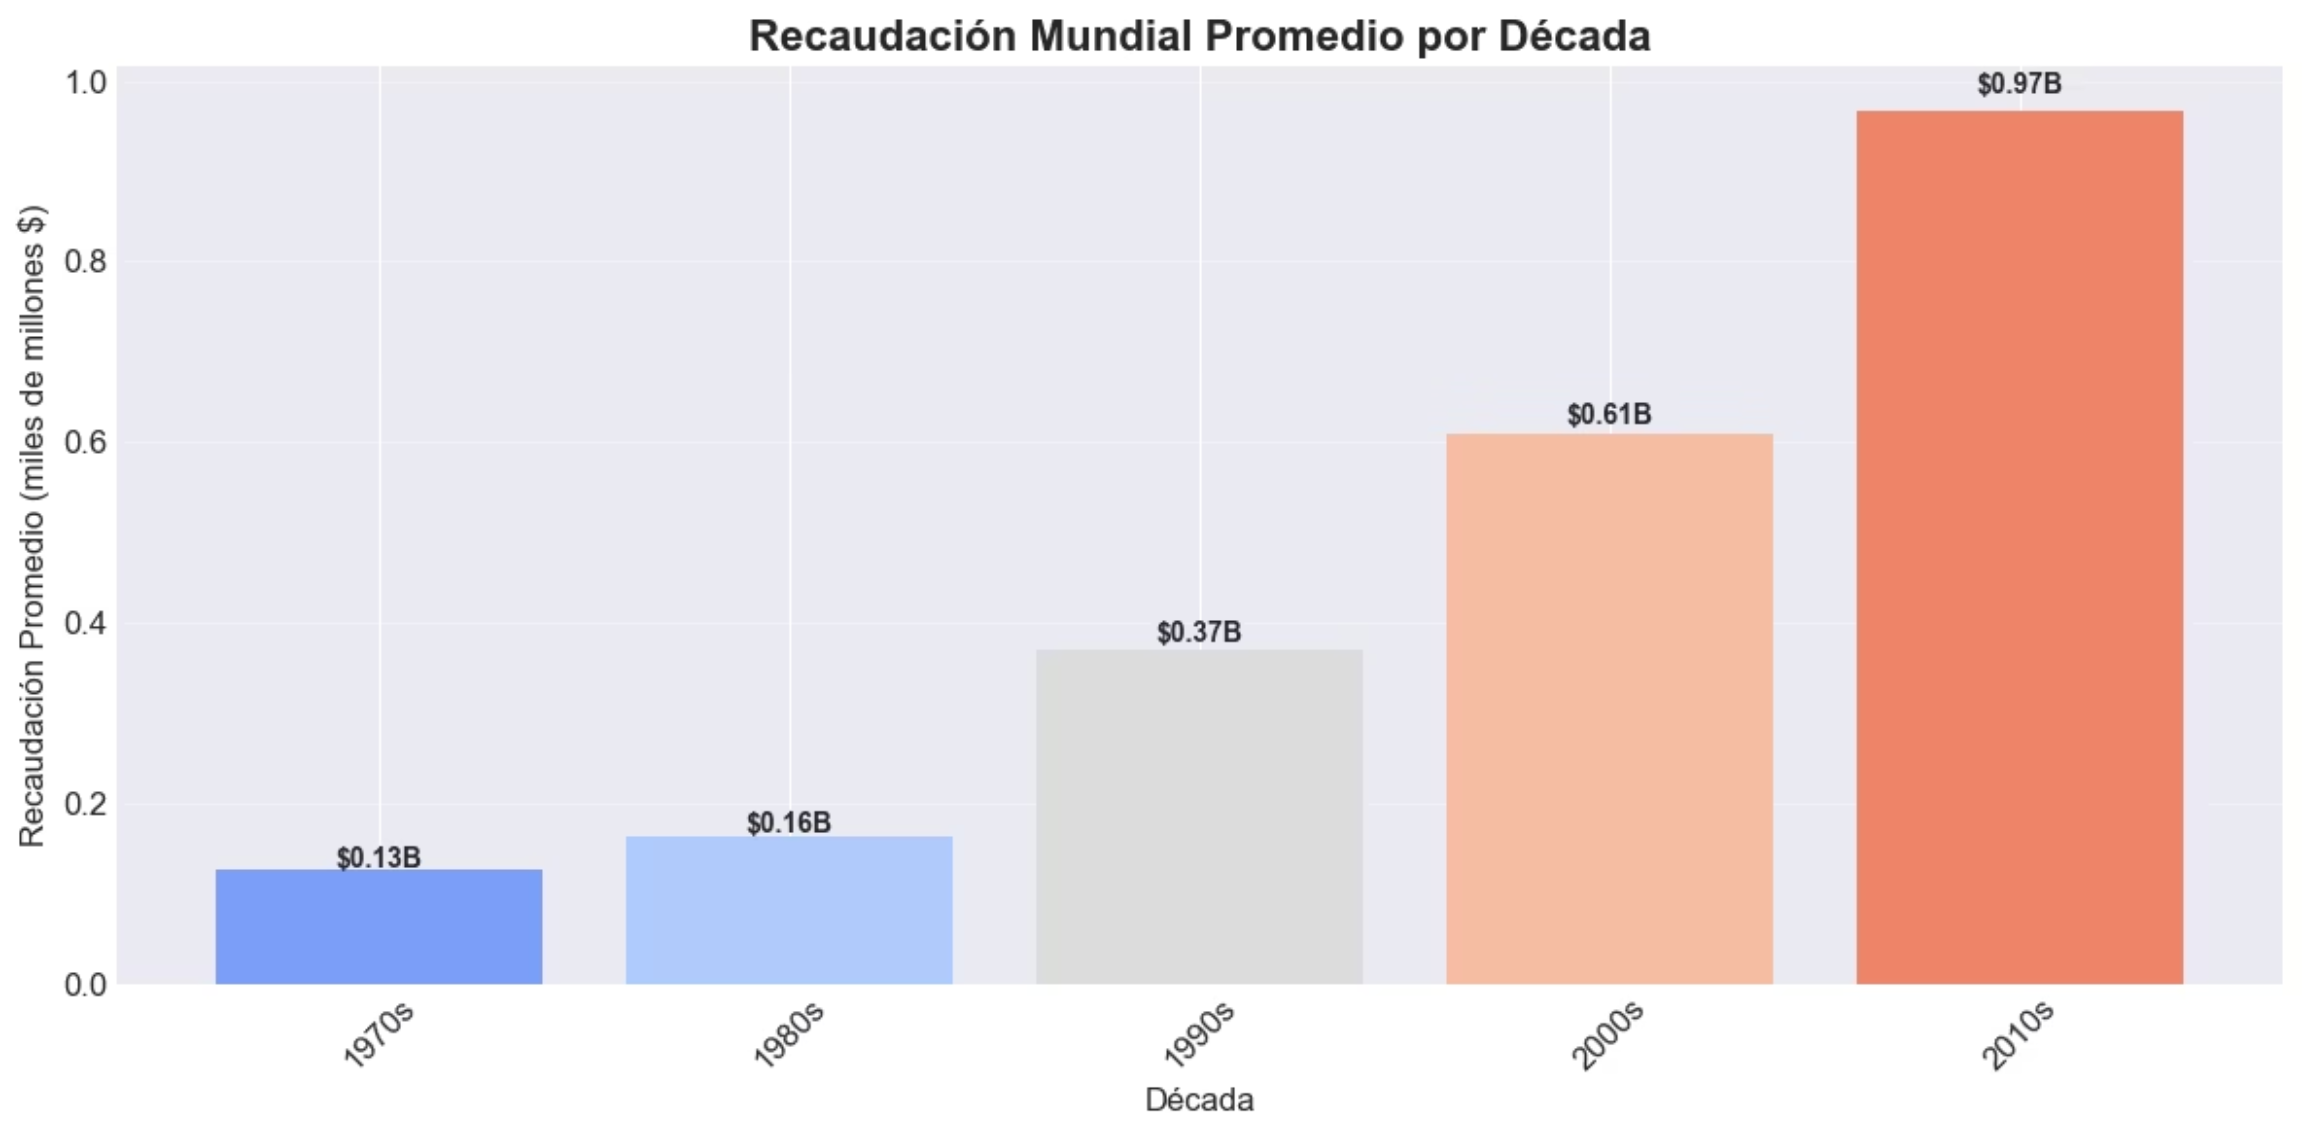 Recaudación Mundial Promedio por Década
Recaudación Promedio (miles de millones $)
1.0
0.8
0.6
0.4
0.2
0.0
$0.13B
$0.16B
$0.37B
$0.61B
$0.97B
1970s
1980s
1990s
2000s
2010s
Década